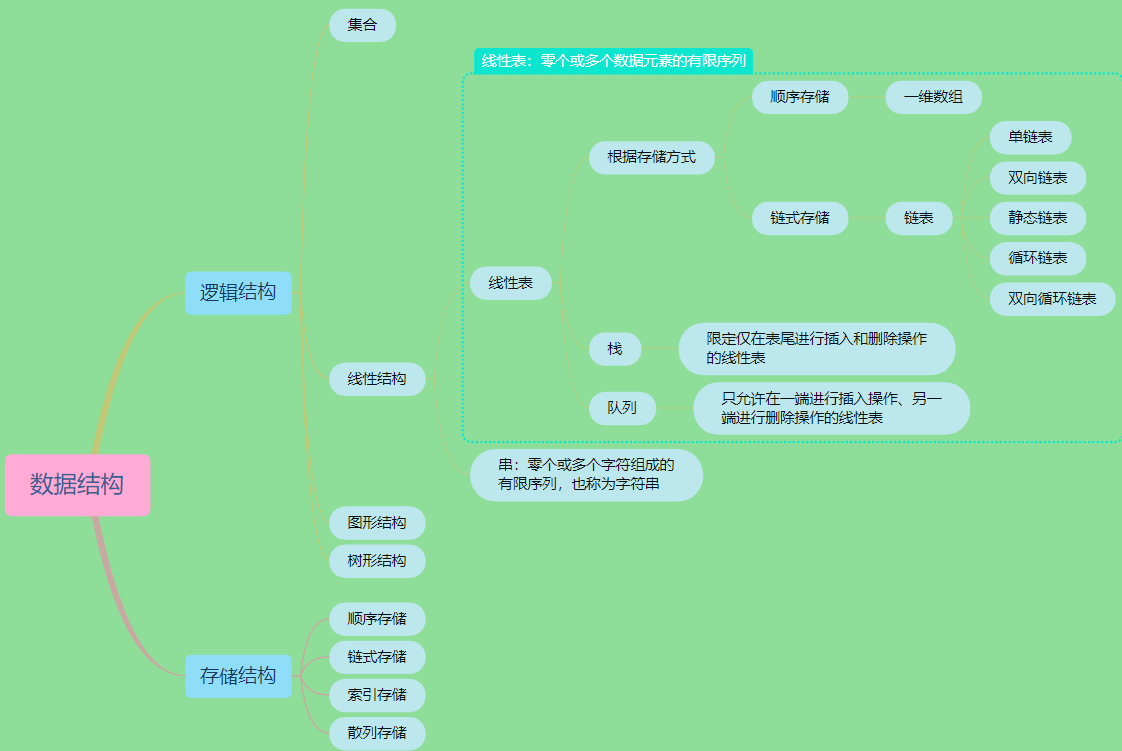 集合
线性表：零个或多个数据元素的有限序列
顺序存储
一维数组
单链表
根据存储方式
双向链表
链式存储
链表
静态链表
循环链表
线性表
逻辑结构
双向循环链表
栈
限定仅在表尾进行插入和删除操作
的线性表
线性结构
队列
只允许在一端进行插入操作、另一
端进行删除操作的线性表
串：零个或多个字符组成的
有限序列，也称为字符串
数据结构
图形结构
树形结构
顺序存储
链式存储
存储结构
索引存储
散列存储